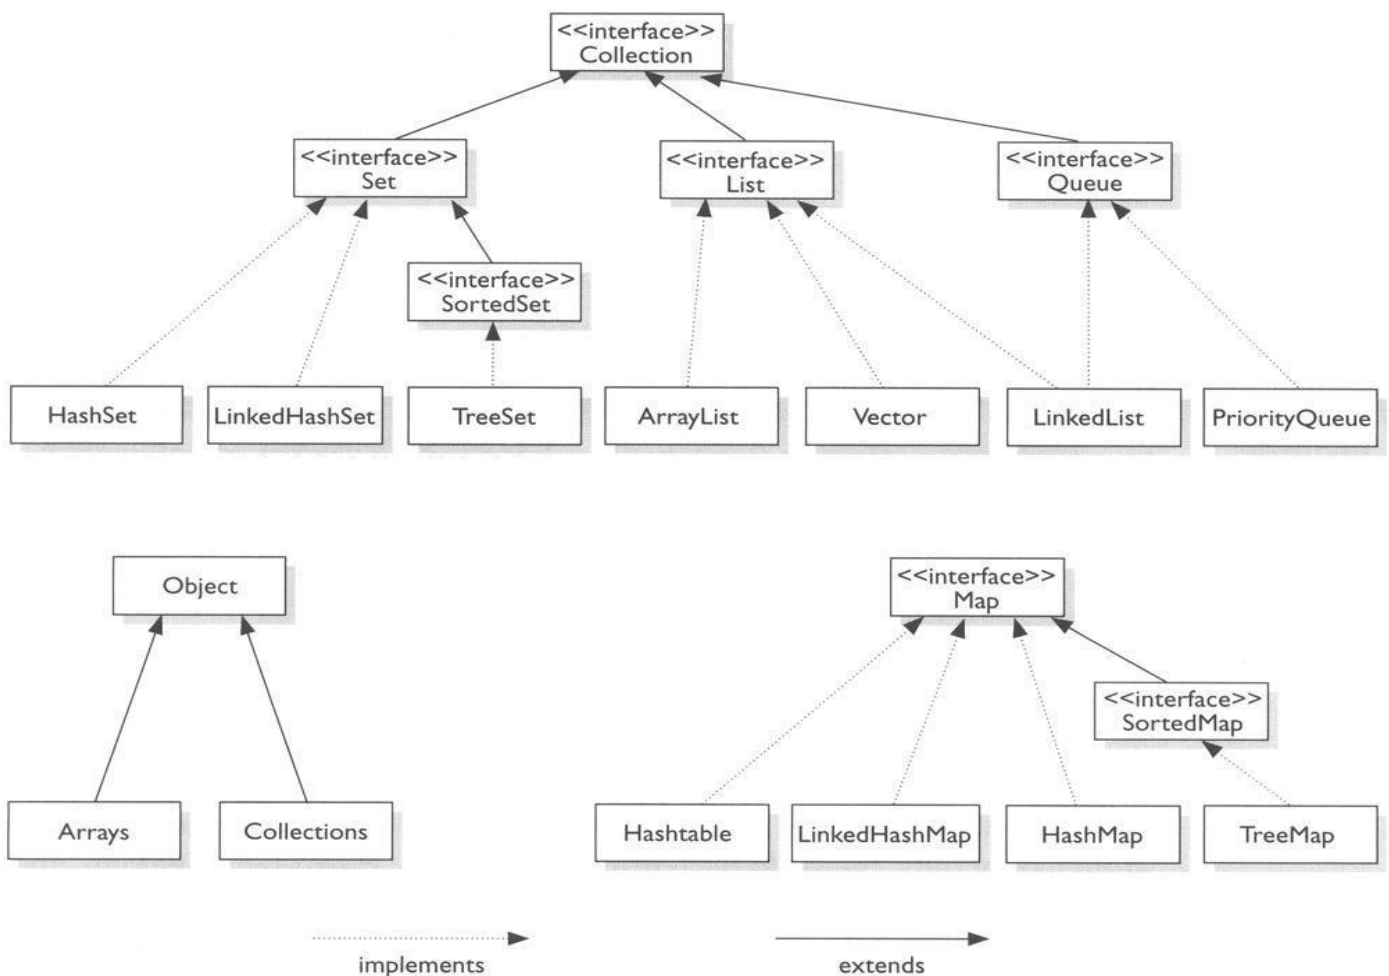 <<interface>>
Collection
<<interface>>
Set
<<interface>>
List
<<interface>>
Queue
<<interface>>
SortedSet
HashSet
LinkedHashSet
TreeSet
ArrayList
Vector
LinkedList
PriorityQueue
Object
<<interface>>
Map
<<interface>>
SortedMap
Arrays
Collections
Hashtable
LinkedHashMap
HashMap
TreeMap
implements
extends